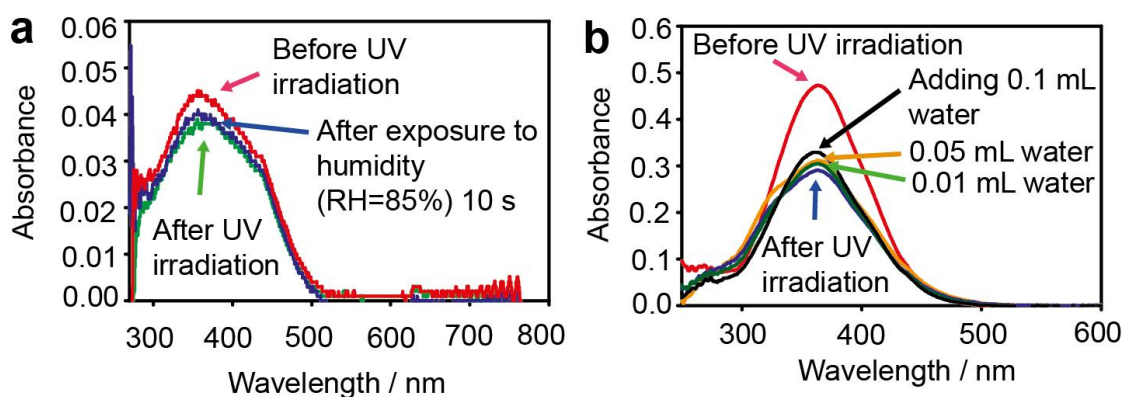 a
0.06
0.05
0.04
0.03
0.02
0.01
0.00
Absorbance
Before UV
irradiation
After exposure to
humidity
(RH=85%) 10 s
After UV
irradiation
300 400 500 600 700 800
Wavelength / nm
b
0.6
0.5
0.4
0.3
0.2
0.1
0.0
Absorbance
Before UV irradiation
Adding 0.1 mL
water
0.05 mL water
0.01 mL water
After UV
irradiation
300 400 500 600
Wavelength / nm